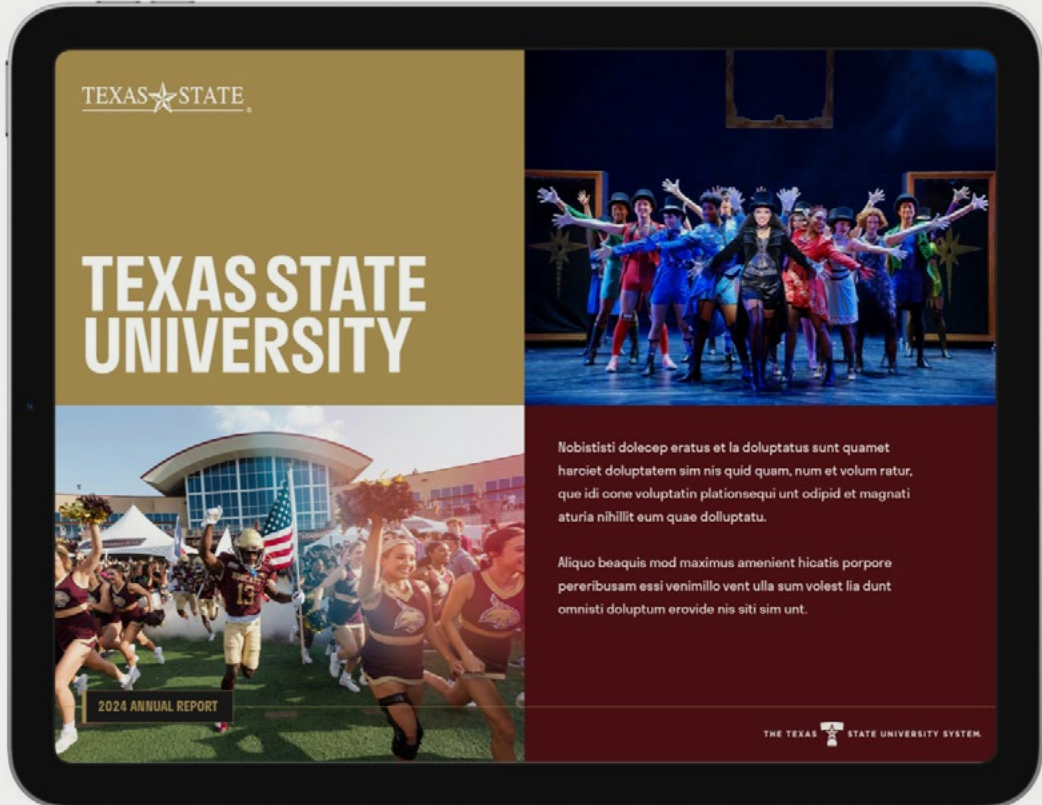 TEXAS STATE
TEXAS STATE
UNIVERSITY
13
2024 ANNUAL REPORT
Nobististi dolecep eratus et la doluptatus sunt quamet
harciet doluptatem sim nis quid quam, num et volum ratur,
que idi cone voluptatin plationsequi unt odipid et magnati
aturia nihillit eum quae dolluptatu.
Aliquo beaquis mod maximus amenient hicatis porpore
pereribusam essi venimillo vent ulla sum volest lia dunt
omnisti doluptum erovide nis siti sim unt.
THE TEXAS STATE UNIVERSITY SYSTEM.